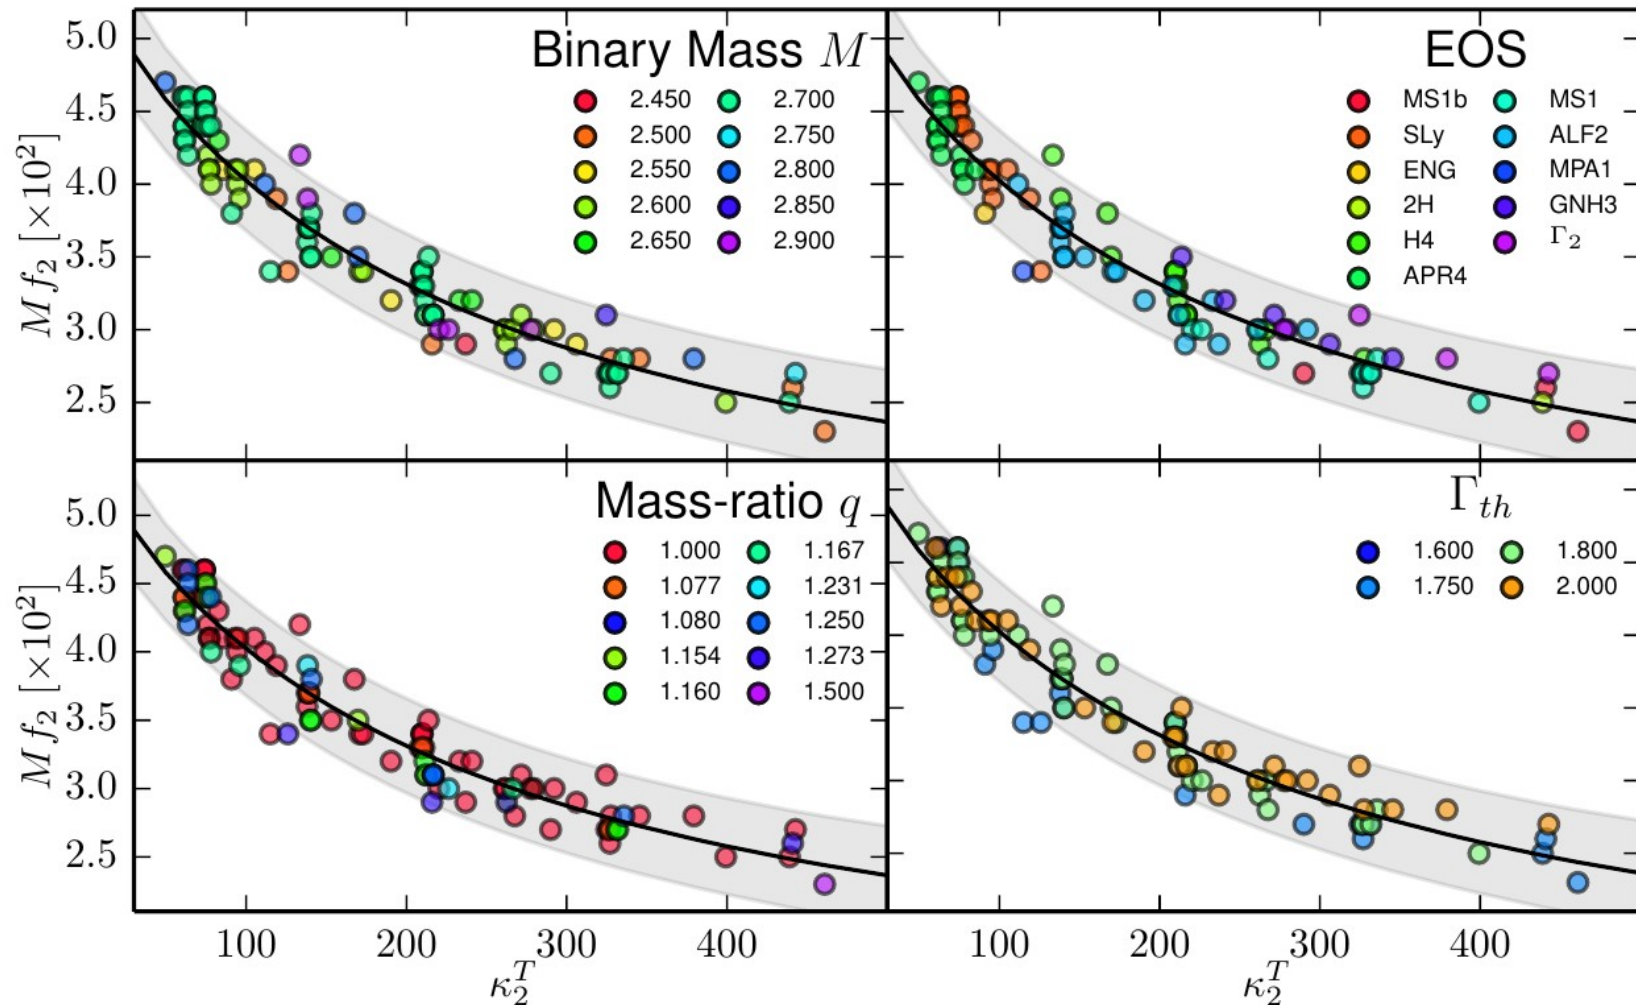 Binary Mass M
2.450 2.700
2.500 2.750
2.550 2.800
2.600 2.850
2.650 2.900
5.0
4.5
4.0
3.5
3.0
2.5
M f₂ [×10²]
EOS
MS1b MS1
SLy ALF2
ENG MPA1
2H GNH3
H4 Γ₂
APR4
Mass-ratio q
1.000 1.167
1.077 1.231
1.080 1.250
1.154 1.273
1.160 1.500
5.0
4.5
4.0
3.5
3.0
2.5
M f₂ [×10²]
100 200 300 400
κ₂ᵀ
Γ_th
1.600 1.800
1.750 2.000
100 200 300 400
κ₂ᵀ